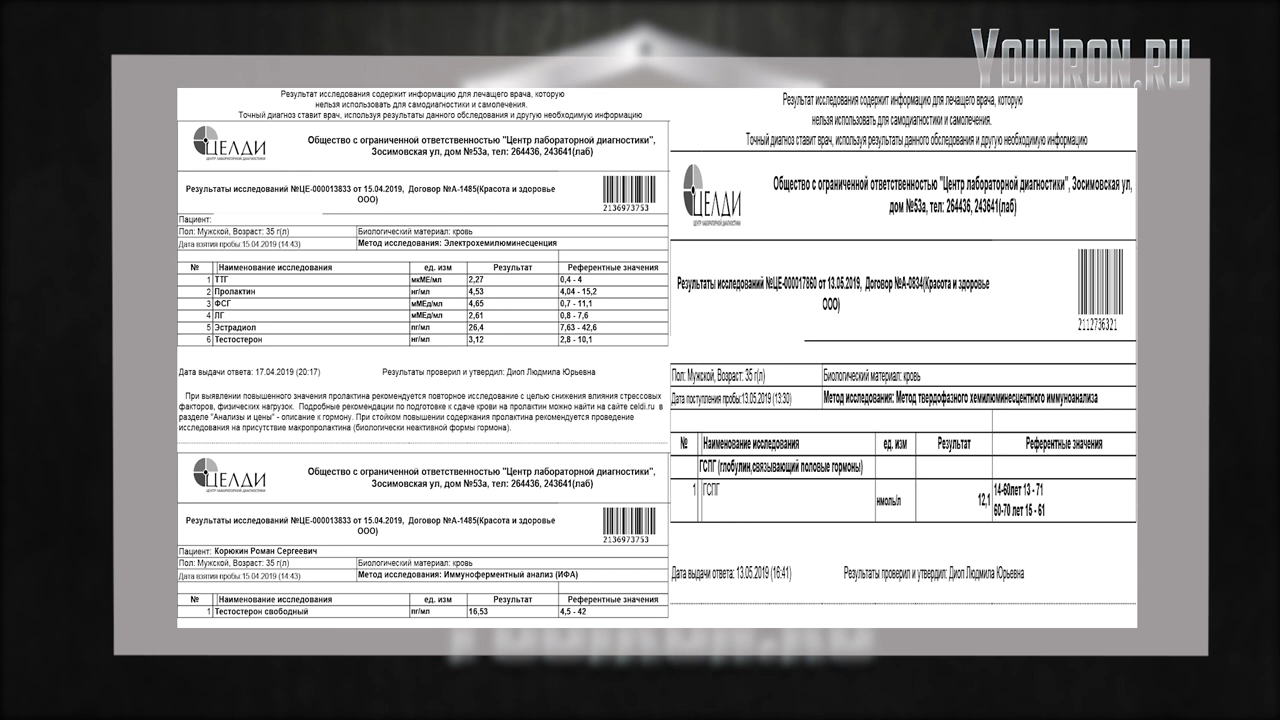 YouIron.ru
Результат исследования содержит информацию для лечащего врача, которую
нельзя использовать для самодиагностики и самолечения.
Точный диагноз ставит врач, используя результаты данного обследования и другую необходимую информацию
ЦЕЛДИ
ЦЕНТР ЛАБОРАТОРНОЙ ДИАГНОСТИКИ
Общество с ограниченной ответственностью "Центр лабораторной диагностики",
Зосимовская ул, дом №53а, тел: 264436, 243641(лаб)
Результаты исследований №ЦЕ-000013833 от 15.04.2019, Договор №А-1485(Красота и здоровье
ООО)
2136973753
Пациент:
Пол: Мужской, Возраст: 35 г(л) Биологический материал: кровь
Дата взятия пробы:15.04.2019 (14:43) Метод исследования: Электрохемилюминесценция
№ Наименование исследования ед. изм Результат Референтные значения
1 ТТГ мкМЕ/мл 2,27 0,4 - 4
2 Пролактин нг/мл 4,53 4,04 - 15,2
3 ФСГ мМЕд/мл 4,65 0,7 - 11,1
4 ЛГ мМЕд/мл 2,61 0,8 - 7,6
5 Эстрадиол пг/мл 26,4 7,63 - 42,6
6 Тестостерон нг/мл 3,12 2,8 - 10,1
Дата выдачи ответа: 17.04.2019 (20:17) Результаты проверил и утвердил: Диоп Людмила Юрьевна
При выявлении повышенного значения пролактина рекомендуется повторное исследование с целью снижения влияния стрессовых
факторов, физических нагрузок. Подробные рекомендации по подготовке к сдаче крови на пролактин можно найти на сайте celdi.ru в
разделе "Анализы и цены" - описание к гормону. При стойком повышении содержания пролактина рекомендуется проведение
исследования на присутствие макропролактина (биологически неактивной формы гормона).
ЦЕЛДИ
ЦЕНТР ЛАБОРАТОРНОЙ ДИАГНОСТИКИ
Общество с ограниченной ответственностью "Центр лабораторной диагностики",
Зосимовская ул, дом №53а, тел: 264436, 243641(лаб)
Результаты исследований №ЦЕ-000013833 от 15.04.2019, Договор №А-1485(Красота и здоровье
ООО)
2136973753
Пациент: Корюкин Роман Сергеевич
Пол: Мужской, Возраст: 35 г(л) Биологический материал: кровь
Дата взятия пробы:15.04.2019 (14:43) Метод исследования: Иммуноферментный анализ (ИФА)
№ Наименование исследования ед. изм Результат Референтные значения
1 Тестостерон свободный пг/мл 16,53 4,5 - 42
Результат исследования содержит информацию для лечащего врача, которую
нельзя использовать для самодиагностики и самолечения.
Точный диагноз ставит врач, используя результаты данного обследования и другую необходимую информацию
ЦЕЛДИ
ЦЕНТР ЛАБОРАТОРНОЙ ДИАГНОСТИКИ
Общество с ограниченной ответственностью "Центр лабораторной диагностики", Зосимовская ул,
дом №53а, тел: 264436, 243641(лаб)
Результаты исследований №ЦЕ-000017860 от 13.05.2019, Договор №А-0834(Красота и здоровье
ООО)
2112736321
Пол: Мужской, Возраст: 35 г(л) Биологический материал: кровь
Дата поступления пробы:13.05.2019 (13:30) Метод исследования: Метод твердофазного хемилюминесцентного иммуноанализа
№ Наименование исследования ед. изм Результат Референтные значения
ГСПГ (глобулин,связывающий половые гормоны)
1 ГСПГ нмоль/л 12,1 14-60лет 13 - 71
60-70 лет 15 - 61
Дата выдачи ответа: 13.05.2019 (16:41) Результаты проверил и утвердил: Диоп Людмила Юрьевна